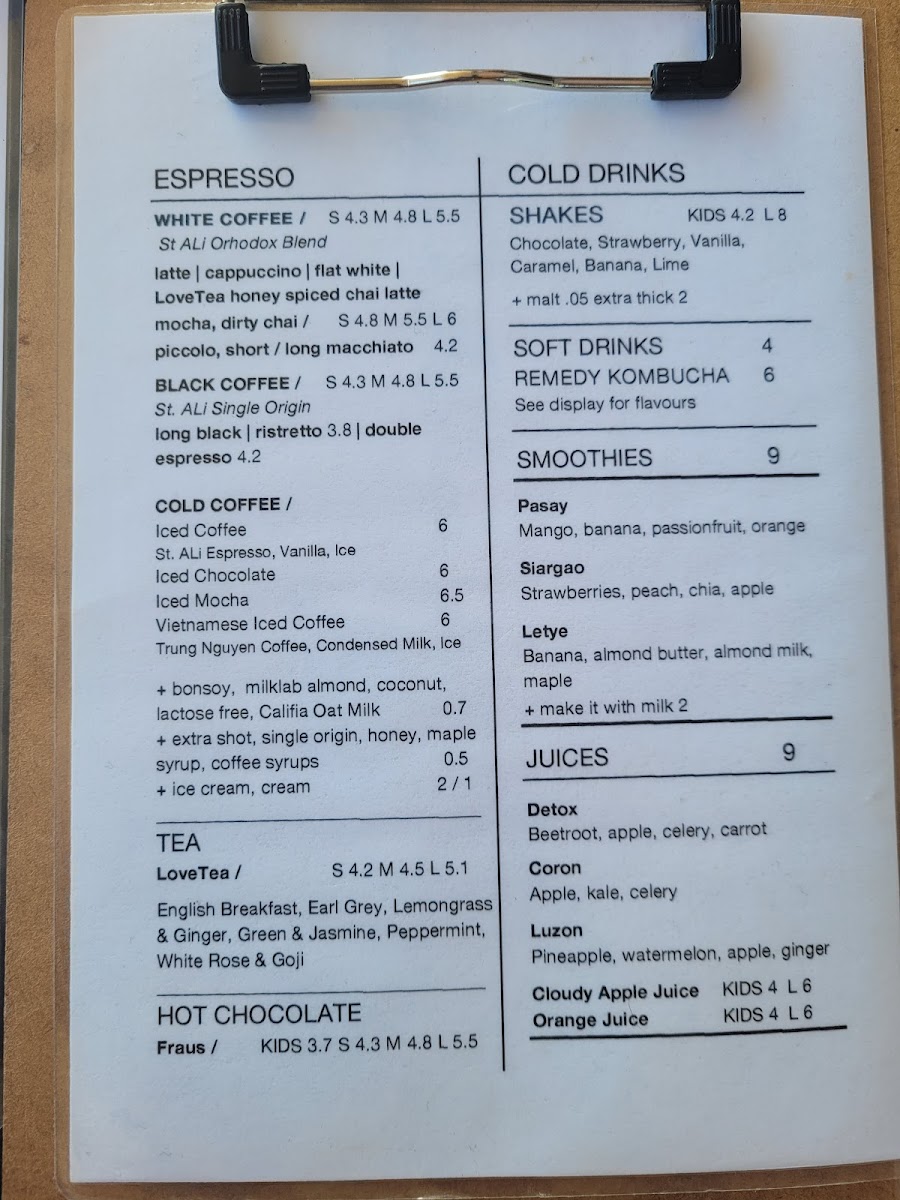 ESPRESSO
WHITE COFFEE / S 4.3 M 4.8 L 5.5
St ALi Orhodox Blend
latte | cappuccino | flat white |
LoveTea honey spiced chai latte
mocha, dirty chai / S 4.8 M 5.5 L 6
piccolo, short / long macchiato 4.2
BLACK COFFEE / S 4.3 M 4.8 L 5.5
St. ALi Single Origin
long black | ristretto 3.8 | double
espresso 4.2
COLD COFFEE /
Iced Coffee 6
St. ALi Espresso, Vanilla, Ice
Iced Chocolate 6
Iced Mocha 6.5
Vietnamese Iced Coffee 6
Trung Nguyen Coffee, Condensed Milk, Ice
+ bonsoy, milklab almond, coconut,
lactose free, Califia Oat Milk 0.7
+ extra shot, single origin, honey, maple
syrup, coffee syrups 0.5
+ ice cream, cream 2 / 1
TEA
LoveTea / S 4.2 M 4.5 L 5.1
English Breakfast, Earl Grey, Lemongrass
& Ginger, Green & Jasmine, Peppermint,
White Rose & Goji
HOT CHOCOLATE
Fraus / KIDS 3.7 S 4.3 M 4.8 L 5.5
COLD DRINKS
SHAKES KIDS 4.2 L 8
Chocolate, Strawberry, Vanilla,
Caramel, Banana, Lime
+ malt .05 extra thick 2
SOFT DRINKS 4
REMEDY KOMBUCHA 6
See display for flavours
SMOOTHIES 9
Pasay
Mango, banana, passionfruit, orange
Siargao
Strawberries, peach, chia, apple
Letye
Banana, almond butter, almond milk,
maple
+ make it with milk 2
JUICES 9
Detox
Beetroot, apple, celery, carrot
Coron
Apple, kale, celery
Luzon
Pineapple, watermelon, apple, ginger
Cloudy Apple Juice KIDS 4 L 6
Orange Juice KIDS 4 L 6